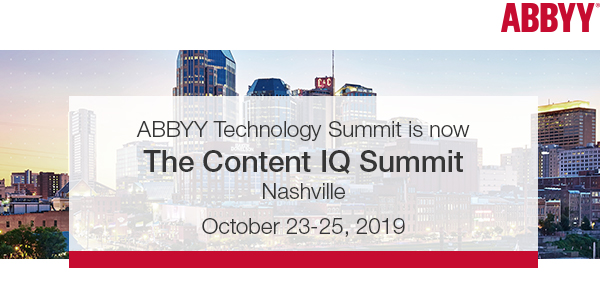 ABBYY®
ABBYY Technology Summit is now
The Content IQ Summit
Nashville
October 23-25, 2019